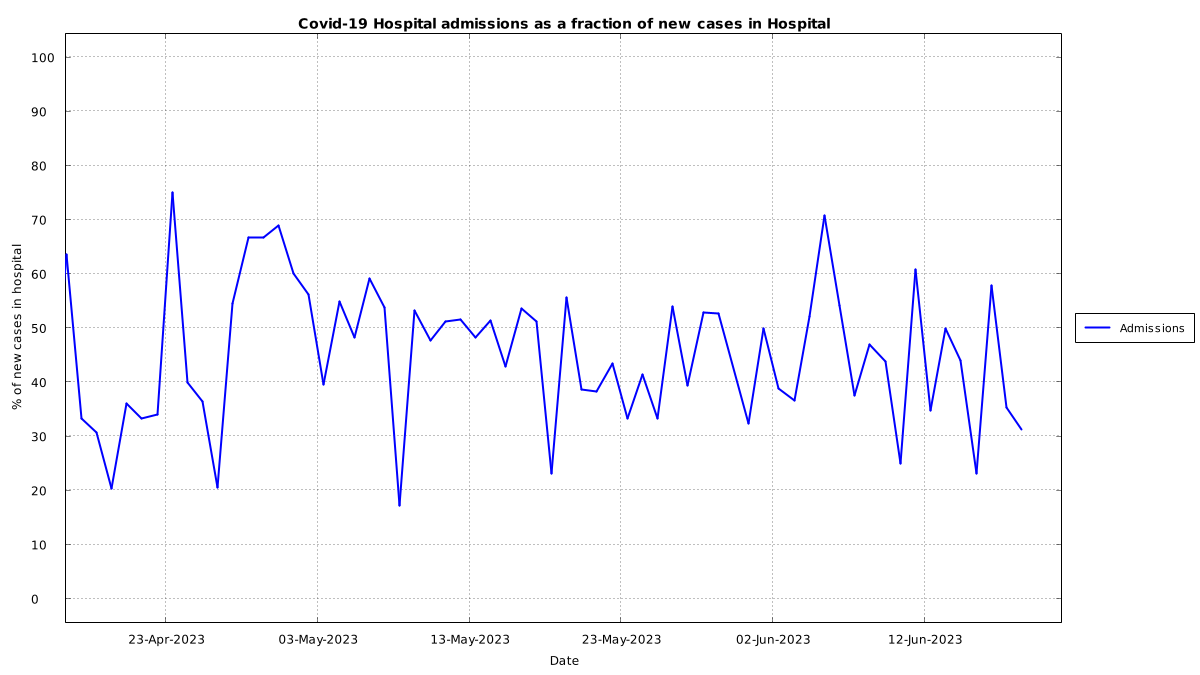 Covid-19 Hospital admissions as a fraction of new cases in Hospital
100
90
80
70
60
50
40
30
20
10
0
% of new cases in hospital
23-Apr-2023
03-May-2023
13-May-2023
23-May-2023
02-Jun-2023
12-Jun-2023
Date
Admissions